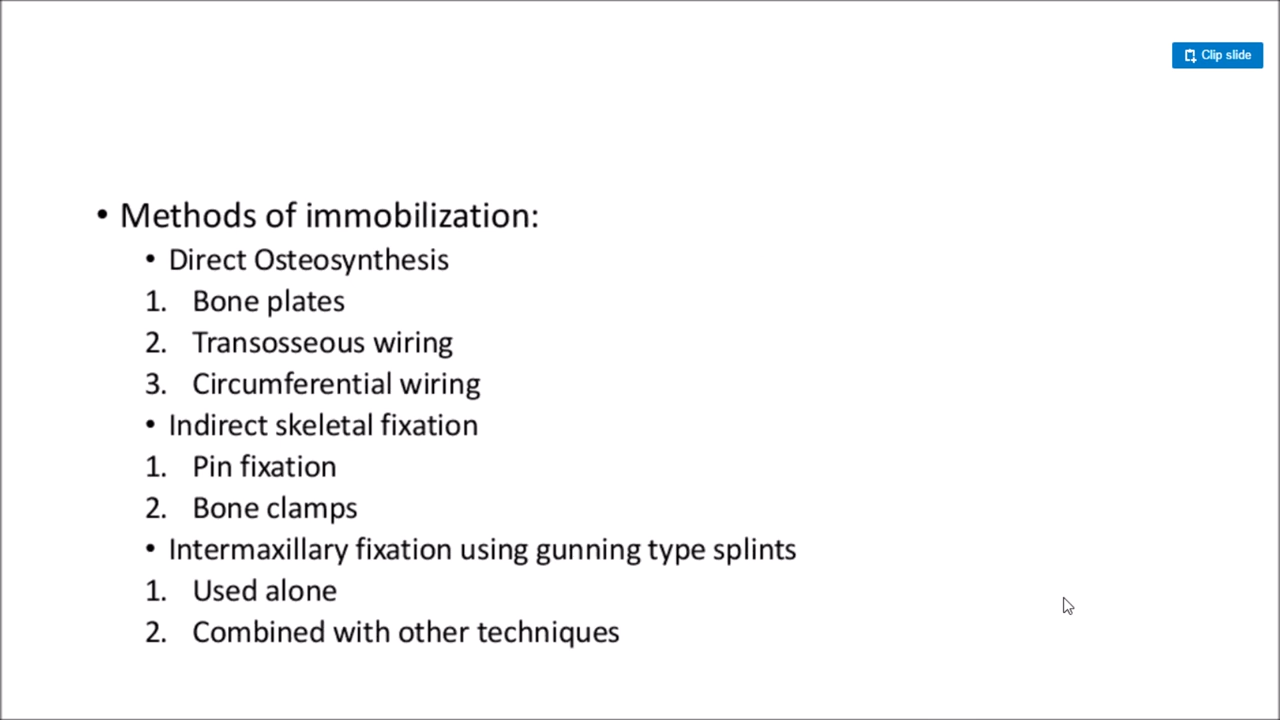 Clip slide
• Methods of immobilization:
• Direct Osteosynthesis
1. Bone plates
2. Transosseous wiring
3. Circumferential wiring
• Indirect skeletal fixation
1. Pin fixation
2. Bone clamps
• Intermaxillary fixation using gunning type splints
1. Used alone
2. Combined with other techniques